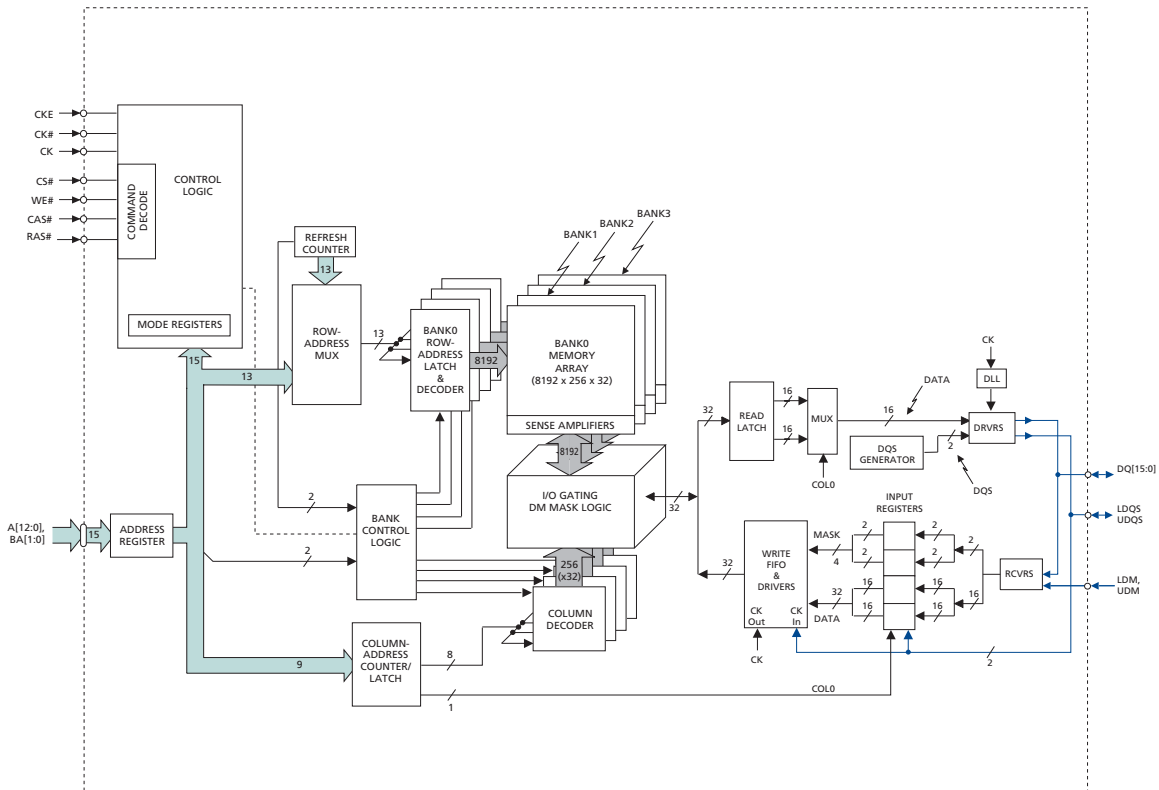 CKE
CK#
CK
CS#
WE#
CAS#
RAS#
COMMAND
DECODE
CONTROL
LOGIC
MODE REGISTERS
REFRESH
COUNTER
13
ROW-
ADDRESS
MUX
13
15
13
BANK0
ROW-
ADDRESS
LATCH
&
DECODER
8192
BANK1
BANK2
BANK3
BANK0
MEMORY
ARRAY
(8192 x 256 x 32)
SENSE AMPLIFIERS
8192
I/O GATING
DM MASK LOGIC
32
256
(x32)
COLUMN
DECODER
A[12:0],
BA[1:0]
15
ADDRESS
REGISTER
2
2
BANK
CONTROL
LOGIC
9
COLUMN-
ADDRESS
COUNTER/
LATCH
8
1
COL0
32
READ
LATCH
16
16
MUX
COL0
16
DATA
DQS
GENERATOR
2
DQS
CK
DLL
DRVRS
DQ[15:0]
LDQS
UDQS
LDM,
UDM
INPUT
REGISTERS
32
WRITE
FIFO
&
DRIVERS
CK
Out
CK
In
CK
MASK
4
32
DATA
2
2
16
16
2
2
16
16
2
16
RCVRS
2